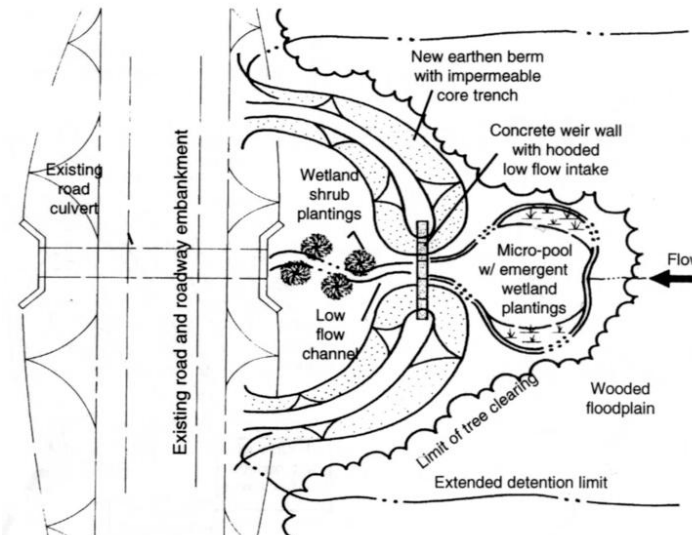 New earthen berm
with impermeable
core trench
Concrete weir wall
with hooded
low flow intake
Existing
road
culvert
Existing road and roadway embankment
Wetland
shrub
plantings
Micro-pool
w/ emergent
wetland
plantings
Flow
Low
flow
channel
Limit of tree clearing
Wooded
floodplain
Extended detention limit